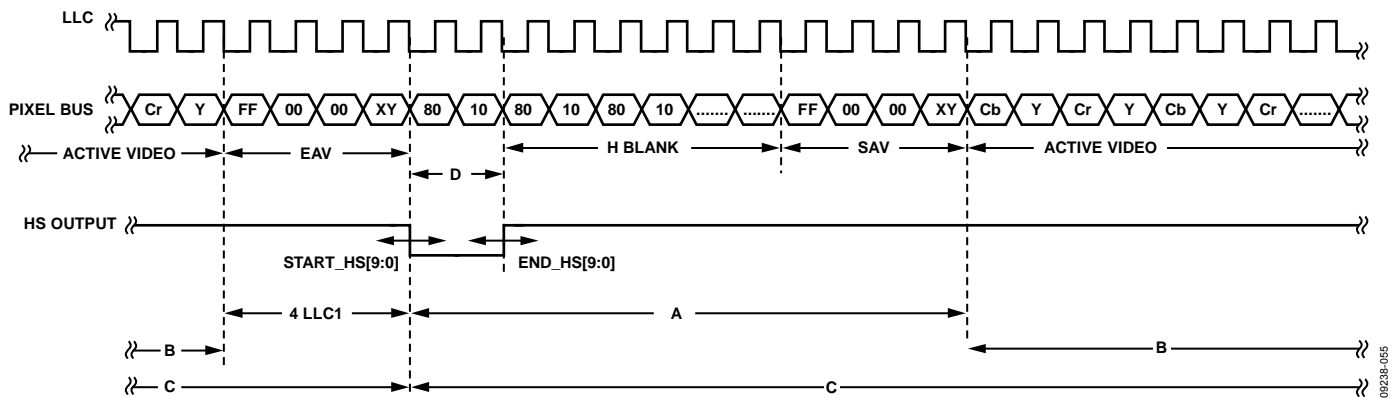 LLC
PIXEL BUS Cr Y FF 00 00 XY 80 10 80 10 80 10 ....... ....... FF 00 00 XY Cb Y Cr Y Cb Y Cr .......
ACTIVE VIDEO EAV H BLANK SAV ACTIVE VIDEO
D
HS OUTPUT
START_HS[9:0] END_HS[9:0]
4 LLC1 A
B B
C C
09238-055